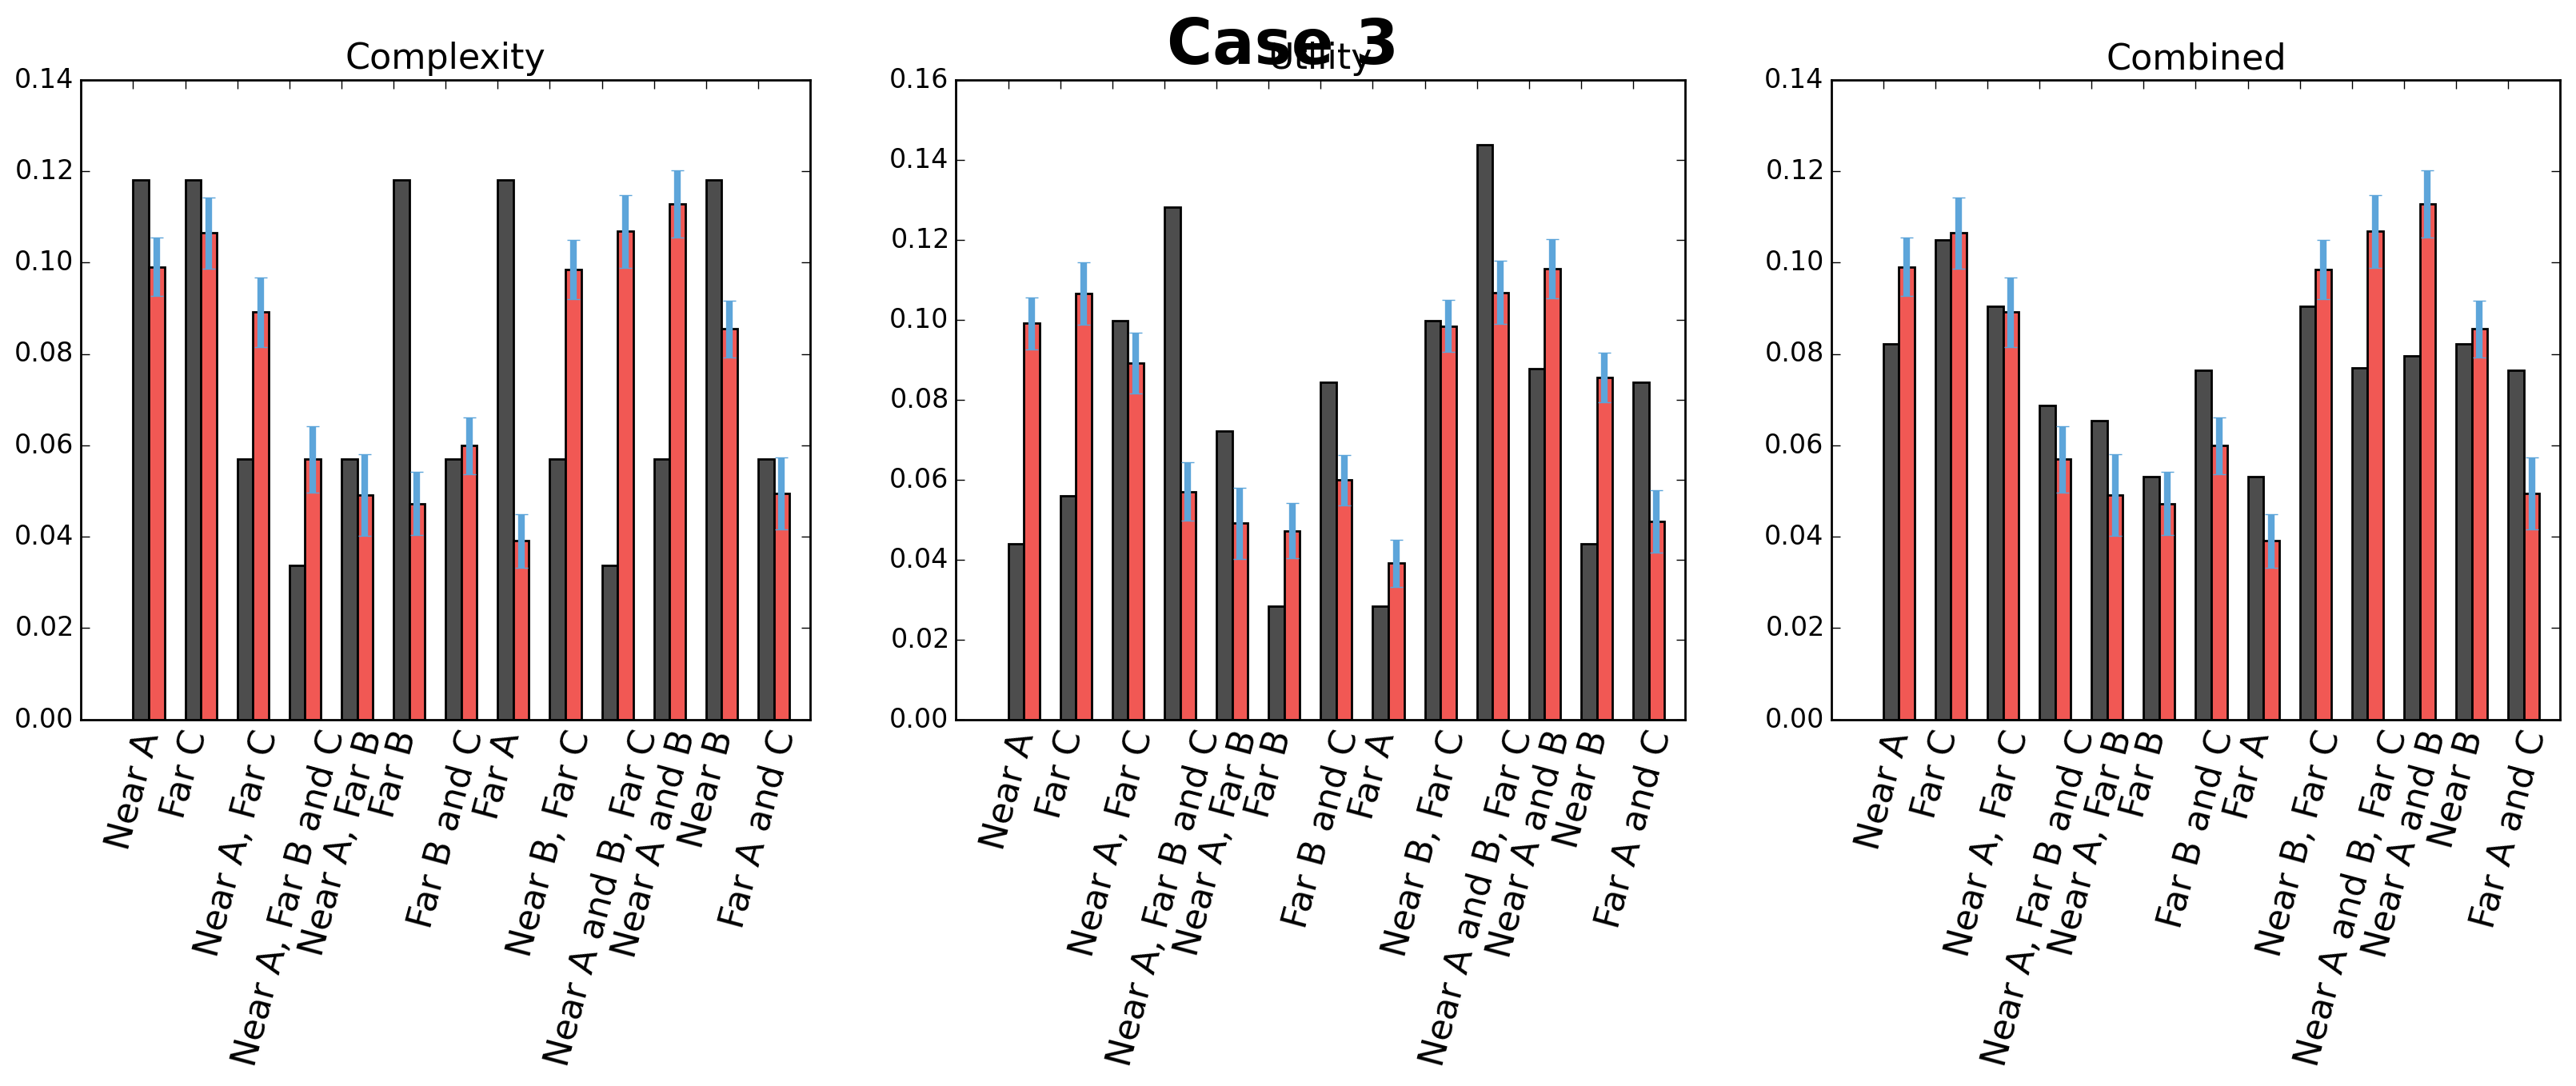 Case 3
Complexity
0.14
0.12
0.10
0.08
0.06
0.04
0.02
0.00
Near A
Far C
Near A, Far C
Near A, Far B and C
Near A, Far B
Far B
Far B and C
Far A
Near B, Far C
Near A and B, Far C
Near A and B
Near B
Far A and C
Utility
0.16
0.14
0.12
0.10
0.08
0.06
0.04
0.02
0.00
Near A
Far C
Near A, Far C
Near A, Far B and C
Near A, Far B
Far B
Far B and C
Far A
Near B, Far C
Near A and B, Far C
Near A and B
Near B
Far A and C
Combined
0.14
0.12
0.10
0.08
0.06
0.04
0.02
0.00
Near A
Far C
Near A, Far C
Near A, Far B and C
Near A, Far B
Far B
Far B and C
Far A
Near B, Far C
Near A and B, Far C
Near A and B
Near B
Far A and C